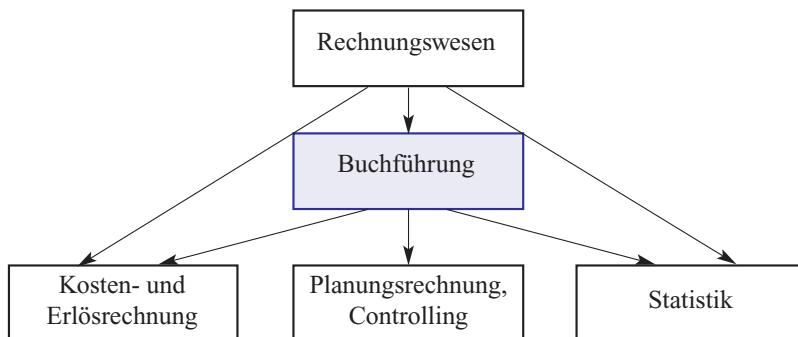 Rechnungswesen
Buchführung
Kosten- und
Erlösrechnung
Planungsrechnung,
Controlling
Statistik